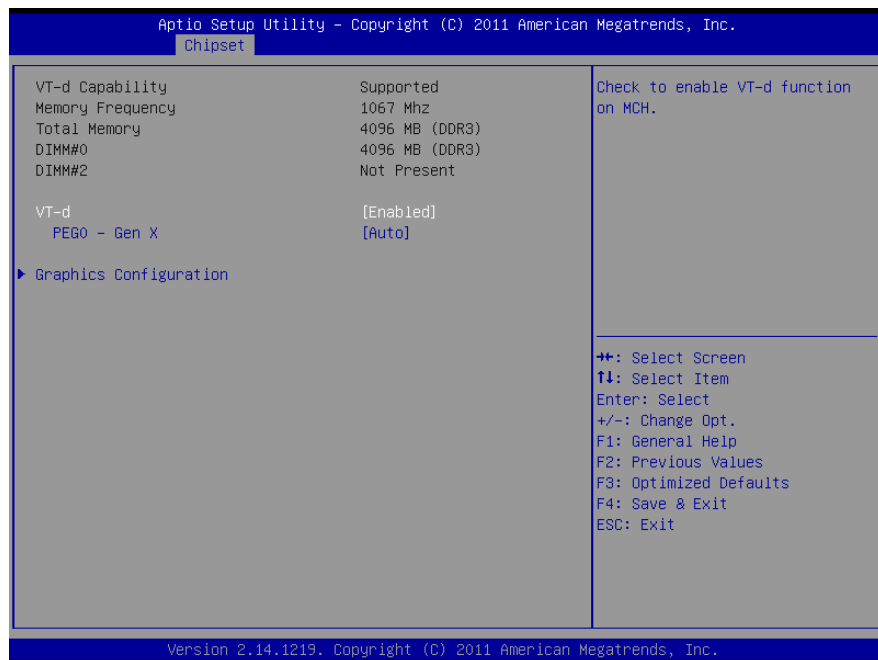 Aptio Setup Utility – Copyright (C) 2011 American Megatrends, Inc.
Chipset
VT-d Capability Supported
Memory Frequency 1067 Mhz
Total Memory 4096 MB (DDR3)
DIMM#0 4096 MB (DDR3)
DIMM#2 Not Present
VT-d [Enabled]
PEG0 - Gen X [Auto]
Graphics Configuration
Check to enable VT-d function
on MCH.
→←: Select Screen
↑↓: Select Item
Enter: Select
+/-: Change Opt.
F1: General Help
F2: Previous Values
F3: Optimized Defaults
F4: Save & Exit
ESC: Exit
Version 2.14.1219. Copyright (C) 2011 American Megatrends, Inc.